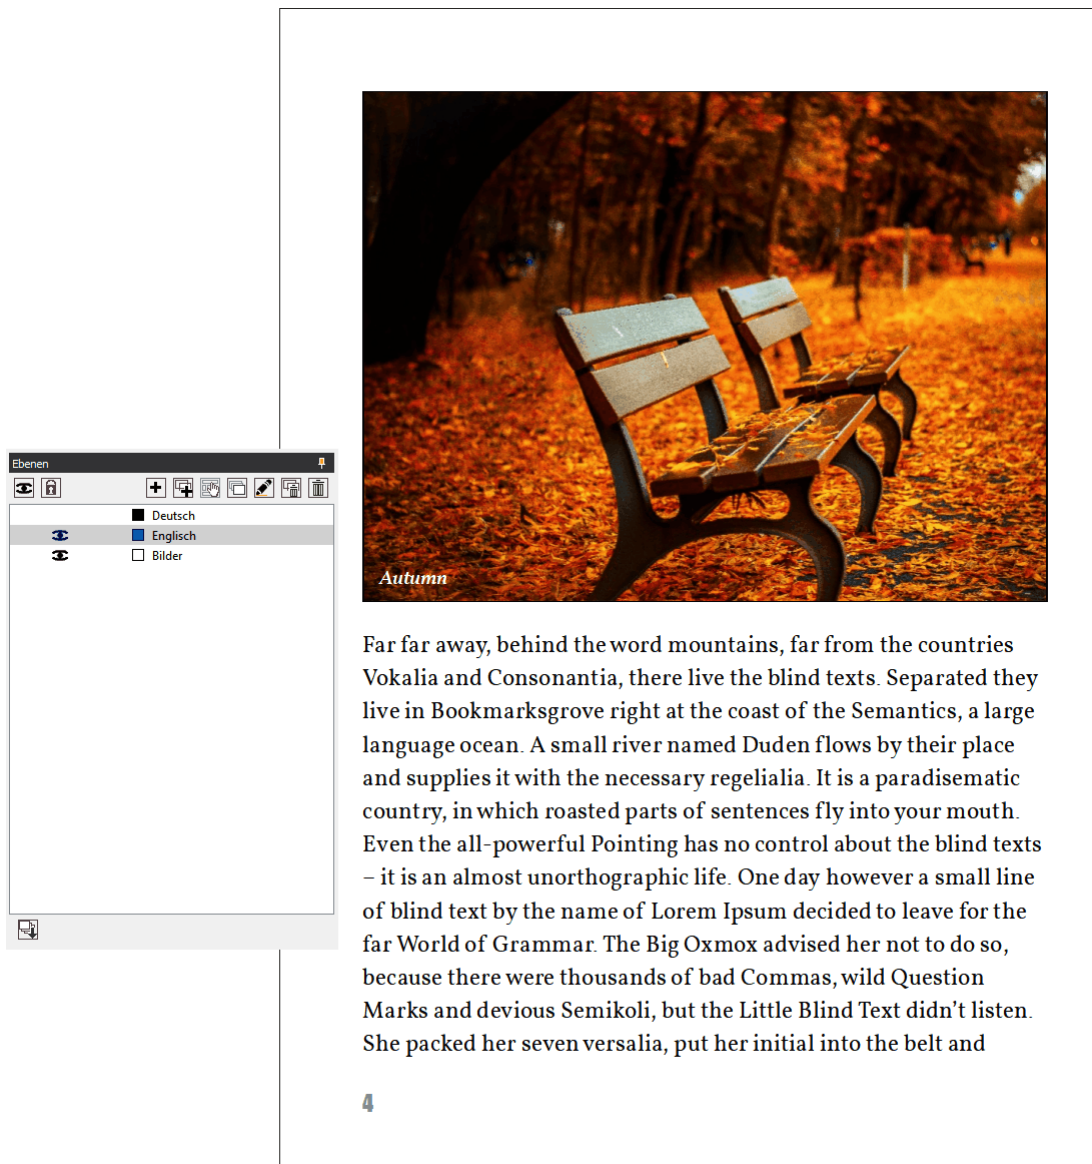 Ebenen
Deutsch
Englisch
Bilder
Autumn
Far far away, behind the word mountains, far from the countries
Vokalia and Consonantia, there live the blind texts. Separated they
live in Bookmarksgrove right at the coast of the Semantics, a large
language ocean. A small river named Duden flows by their place
and supplies it with the necessary regelialia. It is a paradisematic
country, in which roasted parts of sentences fly into your mouth.
Even the all-powerful Pointing has no control about the blind texts
– it is an almost unorthographic life. One day however a small line
of blind text by the name of Lorem Ipsum decided to leave for the
far World of Grammar. The Big Oxmox advised her not to do so,
because there were thousands of bad Commas, wild Question
Marks and devious Semikoli, but the Little Blind Text didn’t listen.
She packed her seven versalia, put her initial into the belt and
4